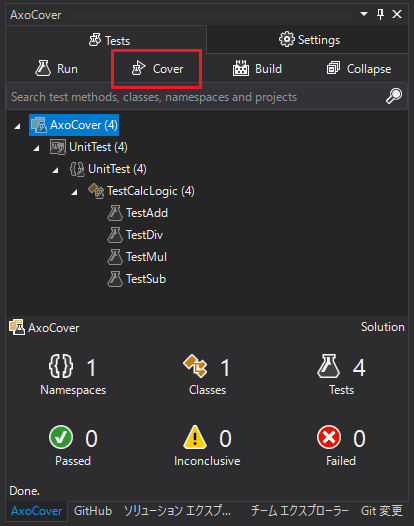 AxoCover
Tests Settings
Run Cover Build Collapse
Search test methods, classes, namespaces and projects
AxoCover (4)
UnitTest (4)
UnitTest (4)
TestCalcLogic (4)
TestAdd
TestDiv
TestMul
TestSub
AxoCover Solution
1 1 4
Namespaces Classes Tests
0 0 0
Passed Inconclusive Failed
Done.
AxoCover GitHub ソリューション エクスプ... チーム エクスプローラー Git 変更